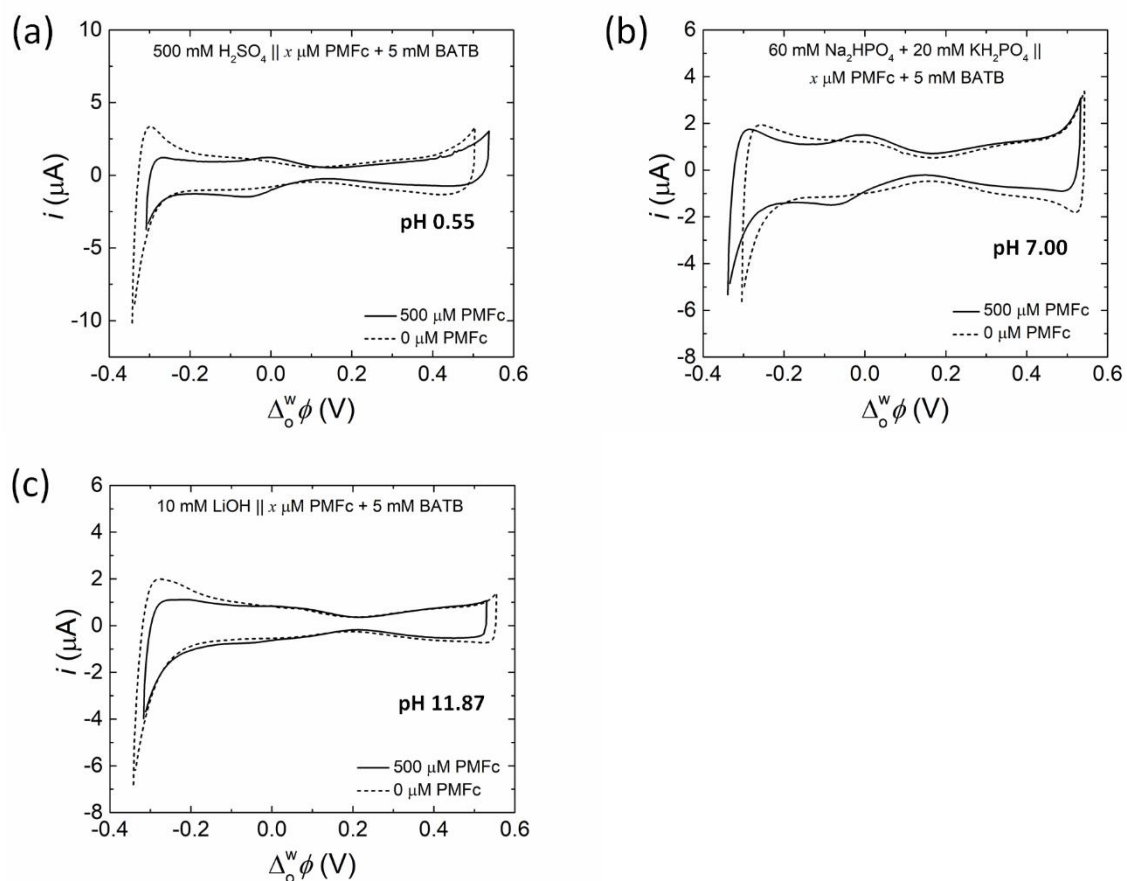 (a)
10
5
0
-5
-10
i (μA)
500 mM H₂SO₄ || x μM PMFc + 5 mM BATB
pH 0.55
500 μM PMFc
0 μM PMFc
-0.4 -0.2 0.0 0.2 0.4 0.6
Δ₀ʷϕ (V)
(b)
6
4
2
0
-2
-4
-6
-8
i (μA)
60 mM Na₂HPO₄ + 20 mM KH₂PO₄ ||
x μM PMFc + 5 mM BATB
pH 7.00
500 μM PMFc
0 μM PMFc
-0.4 -0.2 0.0 0.2 0.4 0.6
Δ₀ʷϕ (V)
(c)
6
4
2
0
-2
-4
-6
-8
i (μA)
10 mM LiOH || x μM PMFc + 5 mM BATB
pH 11.87
500 μM PMFc
0 μM PMFc
-0.4 -0.2 0.0 0.2 0.4 0.6
Δ₀ʷϕ (V)